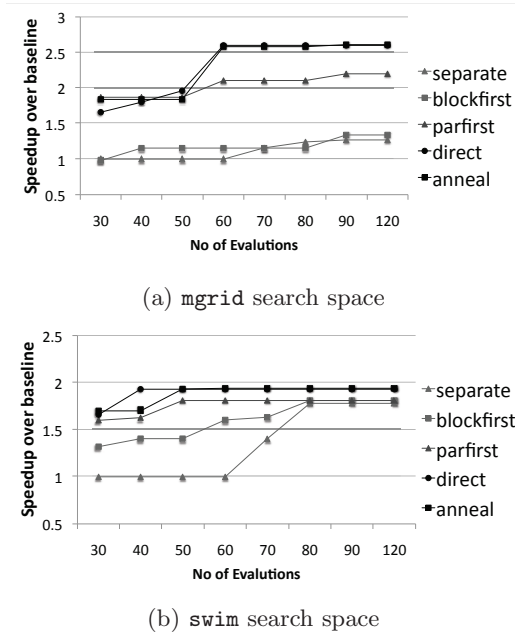 3
2.5
2
1.5
1
0.5
Speedup over baseline
30 40 50 60 70 80 90 120
No of Evalutions
separate
blockfirst
parfirst
direct
anneal
(a) mgrid search space
2.5
2
1.5
1
0.5
Speedup over baseline
30 40 50 60 70 80 90 120
No of Evalutions
separate
blockfirst
parfirst
direct
anneal
(b) swim search space